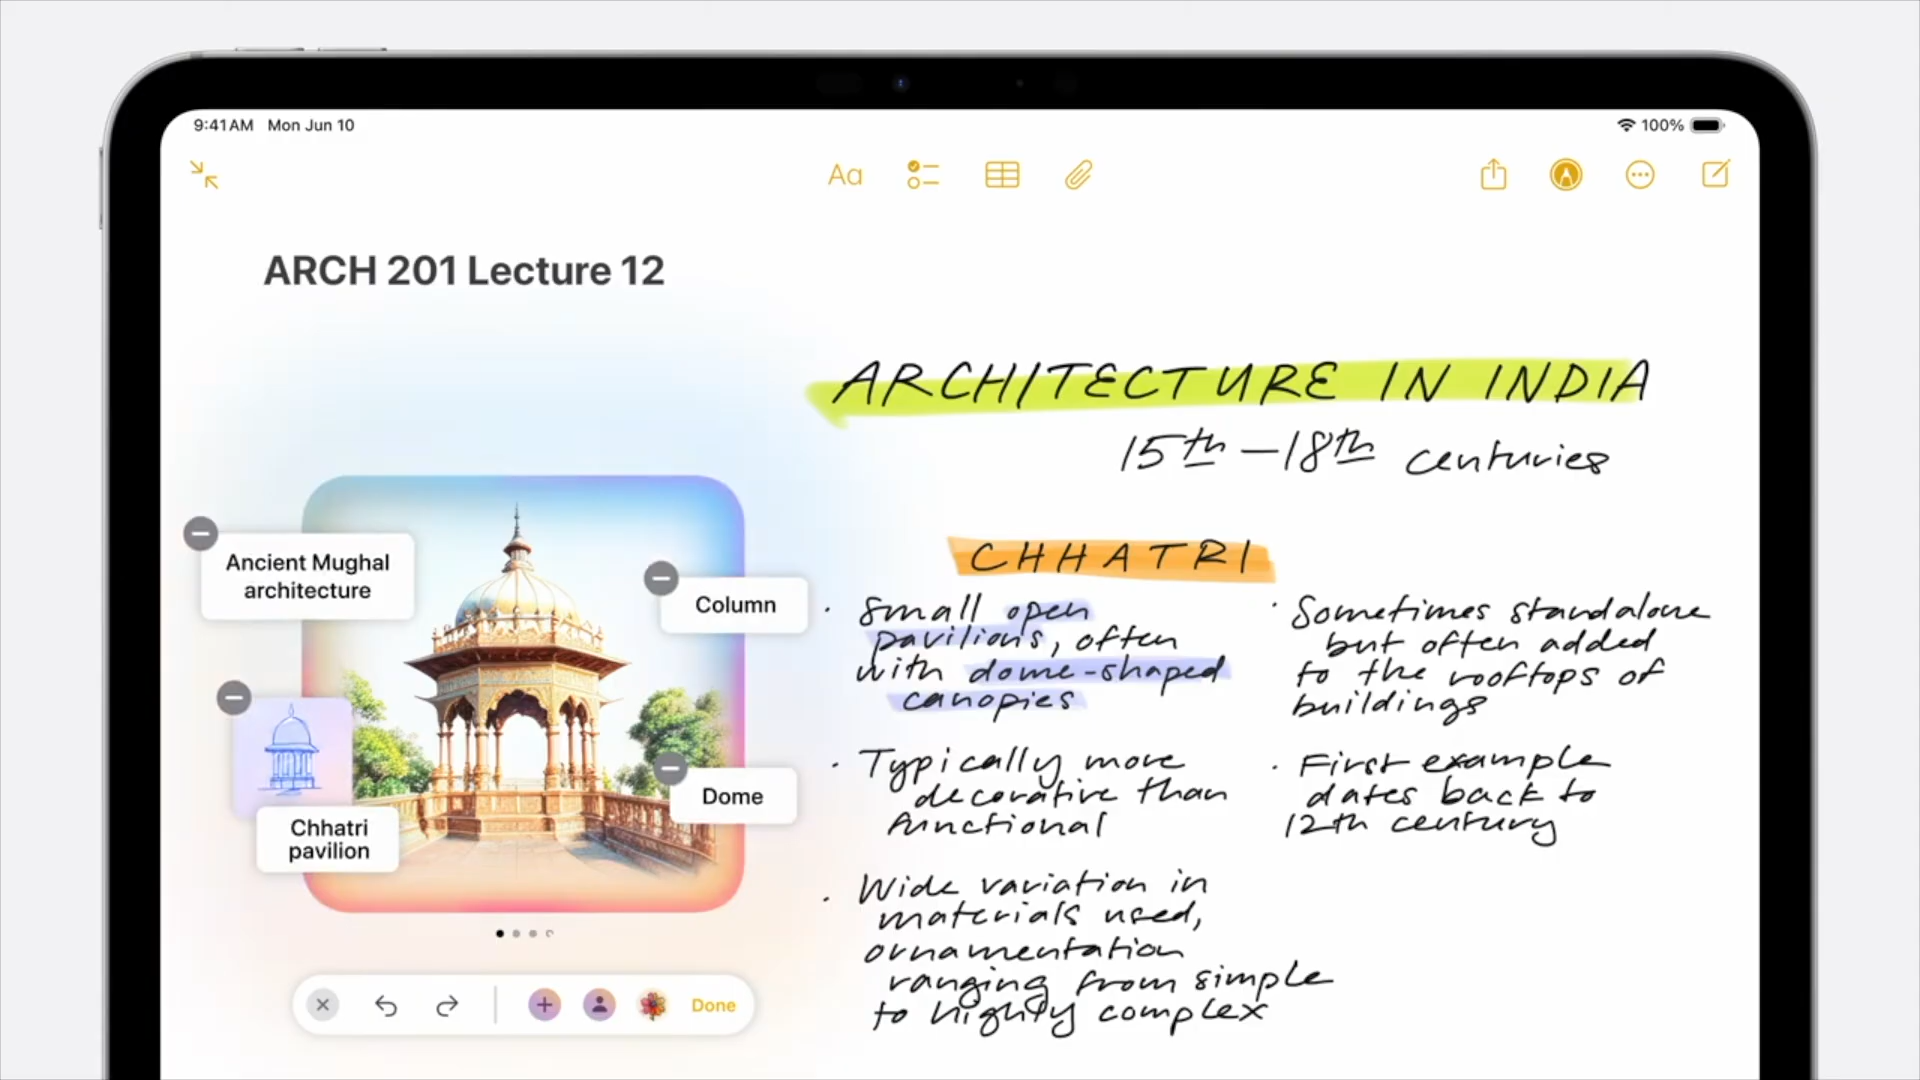 9:41 AM Mon Jun 10
100%
Aa
ARCH 201 Lecture 12
ARCHITECTURE IN INDIA
15th – 18th centuries
Ancient Mughal
architecture
Column
Chhatri
pavilion
Dome
Done
CHHATRI
· Small open
pavilions, often
with dome-shaped
canopies
· Typically more
decorative than
functional
· Wide variation in
materials used,
ornamentation
ranging from simple
to highly complex
· Sometimes standalone
but often added
to the rooftops of
buildings
· First example
dates back to
12th century